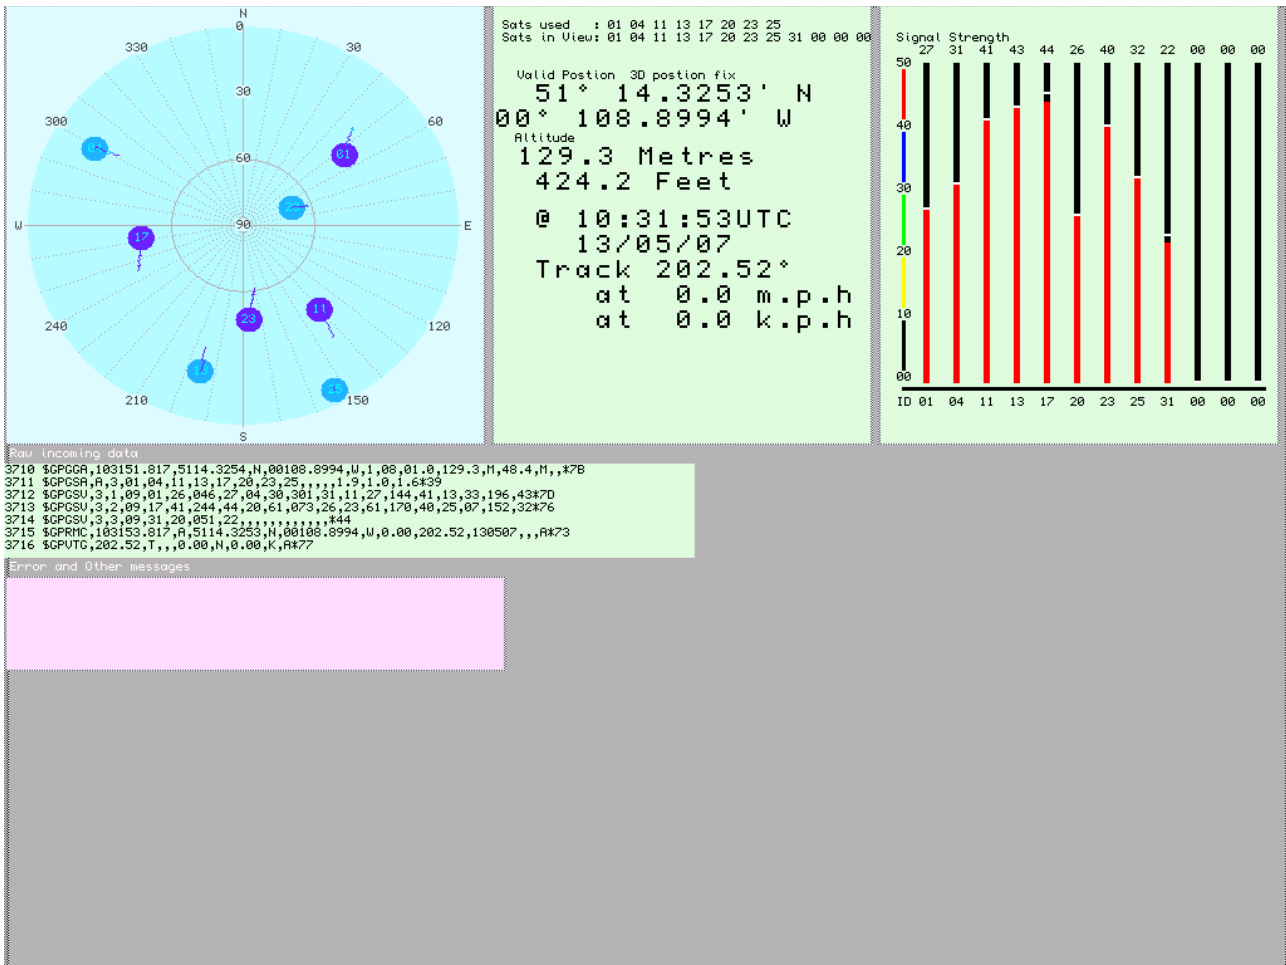 N
0
330 30
30
300 60
60
04 01
20
W 90 E
17
11
23
240 120
13
25
210 150
S
Sats used : 01 04 11 13 17 20 23 25
Sats in View: 01 04 11 13 17 20 23 25 31 00 00 00
Valid Postion 3D postion fix
51° 14.3253' N
00° 108.8994' W
Altitude
129.3 Metres
424.2 Feet
@ 10:31:53UTC
13/05/07
Track 202.52°
at 0.0 m.p.h
at 0.0 k.p.h
Signal Strength
27 31 41 43 44 26 40 32 22 00 00 00
50
40
30
20
10
00
ID 01 04 11 13 17 20 23 25 31 00 00 00
Raw incoming data
3710 $GPGGA,103151.817,5114.3254,N,00108.8994,W,1,08,01.0,129.3,M,48.4,M,,*7B
3711 $GPGSA,A,3,01,04,11,13,17,20,23,25,,,,,1.9,1.0,1.6*39
3712 $GPGSV,3,1,09,01,26,046,27,04,30,301,31,11,27,144,41,13,33,196,43*7D
3713 $GPGSV,3,2,09,17,41,244,44,20,61,073,26,23,61,170,40,25,07,152,32*76
3714 $GPGSV,3,3,09,31,20,051,22,,,,,,,,,,,,*44
3715 $GPRMC,103153.817,A,5114.3253,N,00108.8994,W,0.00,202.52,130507,,,A*73
3716 $GPVTG,202.52,T,,,0.00,N,0.00,K,A*77
Error and Other messages